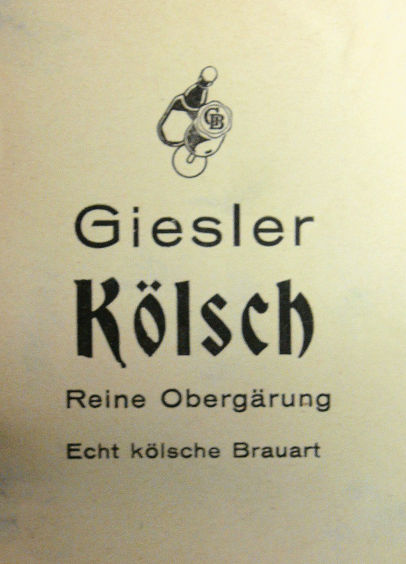 GB
Giesler
Kölsch
Reine Obergärung
Echt kölsche Brauart